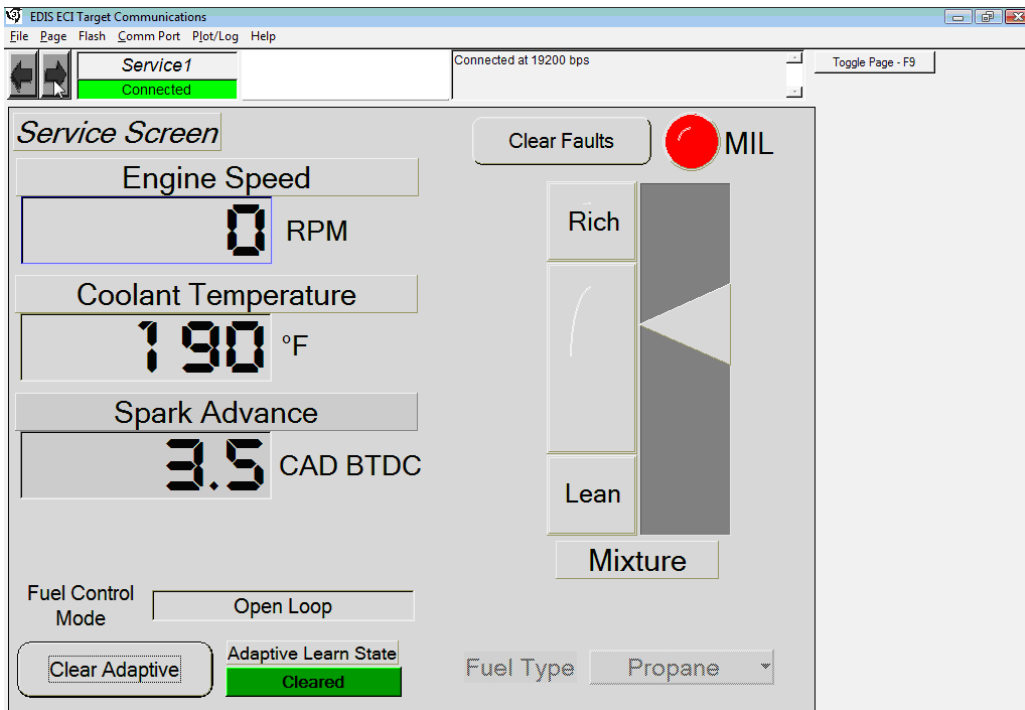 EDIS ECI Target Communications
File Page Flash Comm Port Plot/Log Help
Service1
Connected
Connected at 19200 bps
Toggle Page - F9
Service Screen
Clear Faults
MIL
Engine Speed
0 RPM
Rich
Coolant Temperature
190 °F
Spark Advance
3.5 CAD BTDC
Lean
Mixture
Fuel Control
Mode
Open Loop
Clear Adaptive
Adaptive Learn State
Cleared
Fuel Type
Propane